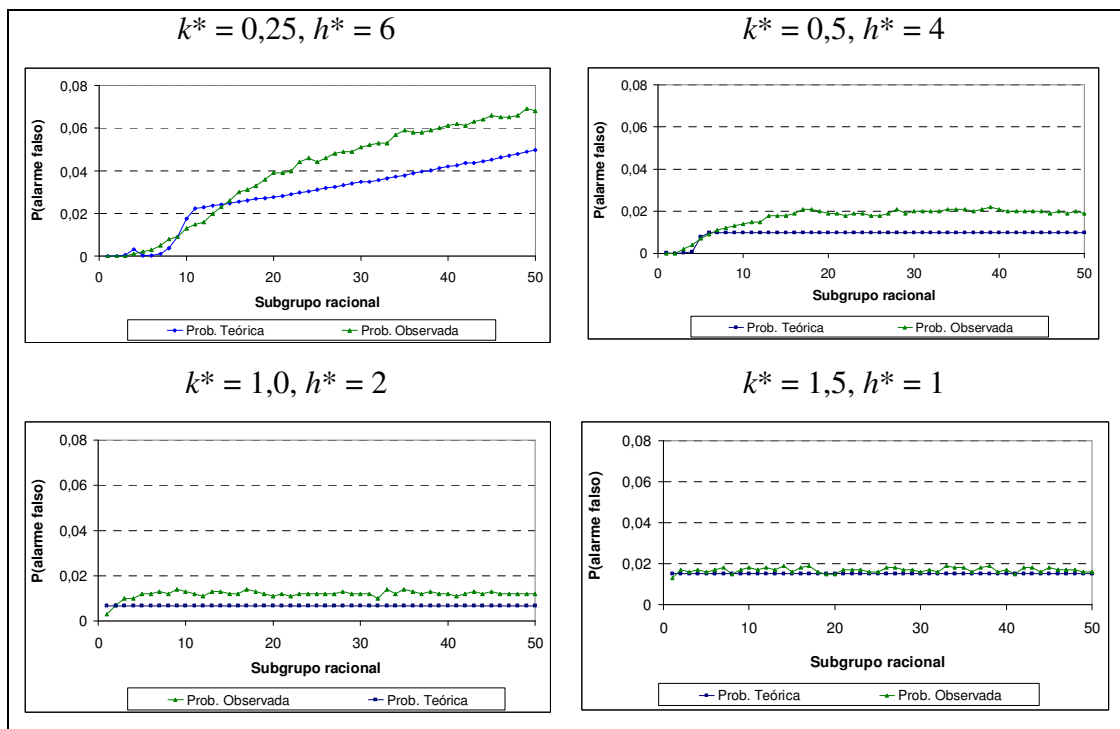 k* = 0,25, h* = 6
P(alarme falso)
0,08
0,06
0,04
0,02
0
0 10 20 30 40 50
Subgrupo racional
Prob. Teórica Prob. Observada
k* = 0,5, h* = 4
P(alarme falso)
0,08
0,06
0,04
0,02
0
0 10 20 30 40 50
Subgrupo racional
Prob. Teórica Prob. Observada
k* = 1,0, h* = 2
P(alarme falso)
0,08
0,06
0,04
0,02
0
0 10 20 30 40 50
Subgrupo racional
Prob. Observada Prob. Teórica
k* = 1,5, h* = 1
P(alarme falso)
0,08
0,06
0,04
0,02
0
0 10 20 30 40 50
Subgrupo racional
Prob. Teórica Prob. Observada